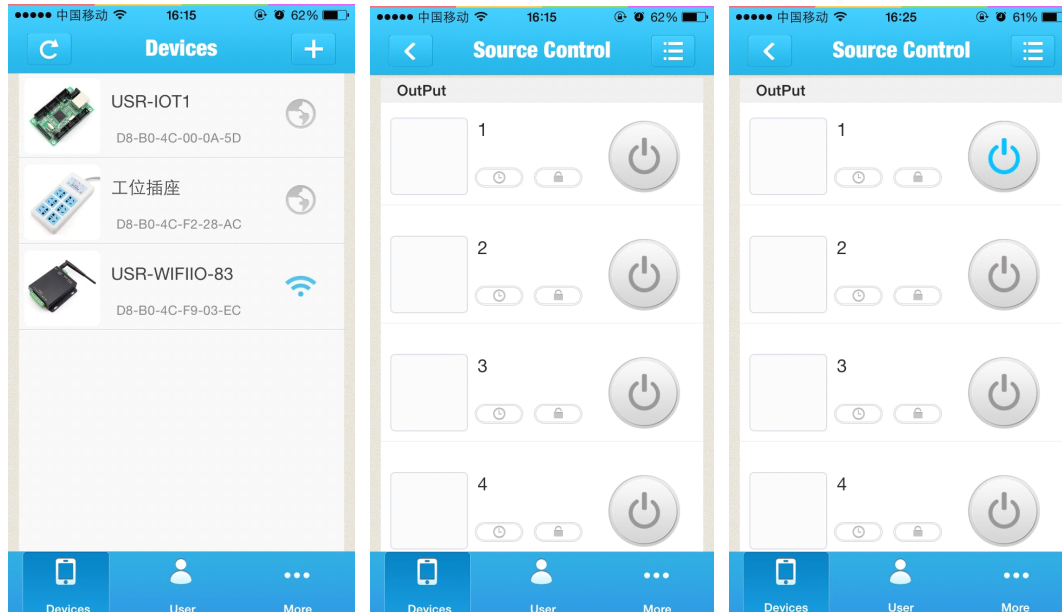 中国移动 16:15 62%
Devices
USR-IOT1
D8-B0-4C-00-0A-5D
工位插座
D8-B0-4C-F2-28-AC
USR-WIFIIO-83
D8-B0-4C-F9-03-EC
Devices User More
中国移动 16:15 62%
Source Control
OutPut
1
2
3
4
Devices User More
中国移动 16:25 61%
Source Control
OutPut
1
2
3
4
Devices User More